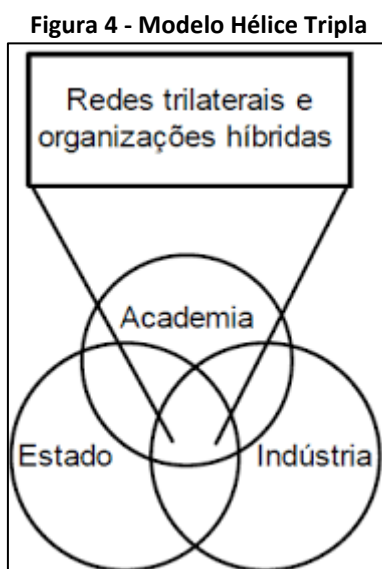 Figura 4 - Modelo Hélice Tripla
Redes trilaterais e
organizações híbridas
Academia
Estado
Indústria